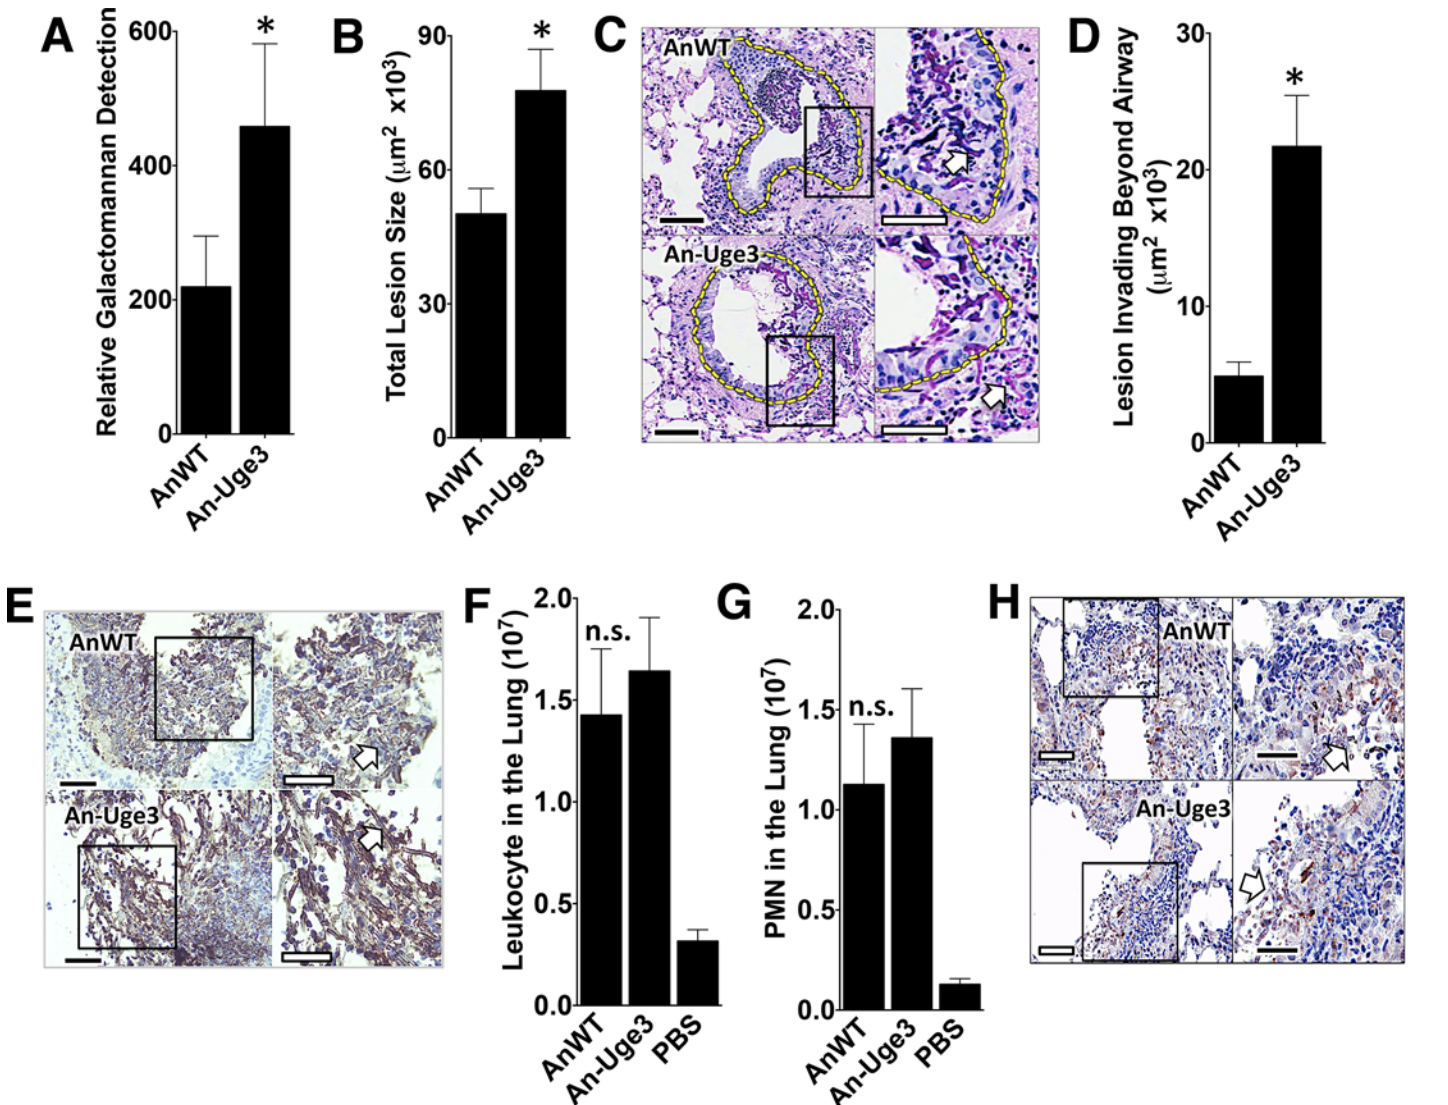 A
Relative Galactomannan Detection
600
400
200
0
*
AnWT
An-Uge3
B
Total Lesion Size (μm² x10³)
90
60
30
0
*
AnWT
An-Uge3
C
AnWT
An-Uge3
D
Lesion Invading Beyond Airway
(μm² x10³)
30
20
10
0
*
AnWT
An-Uge3
E
AnWT
An-Uge3
F
Leukocyte in the Lung (10⁷)
2.0
1.5
1.0
0.5
0.0
n.s.
AnWT
An-Uge3
PBS
G
PMN in the Lung (10⁷)
2.0
1.5
1.0
0.5
0.0
n.s.
AnWT
An-Uge3
PBS
H
AnWT
An-Uge3